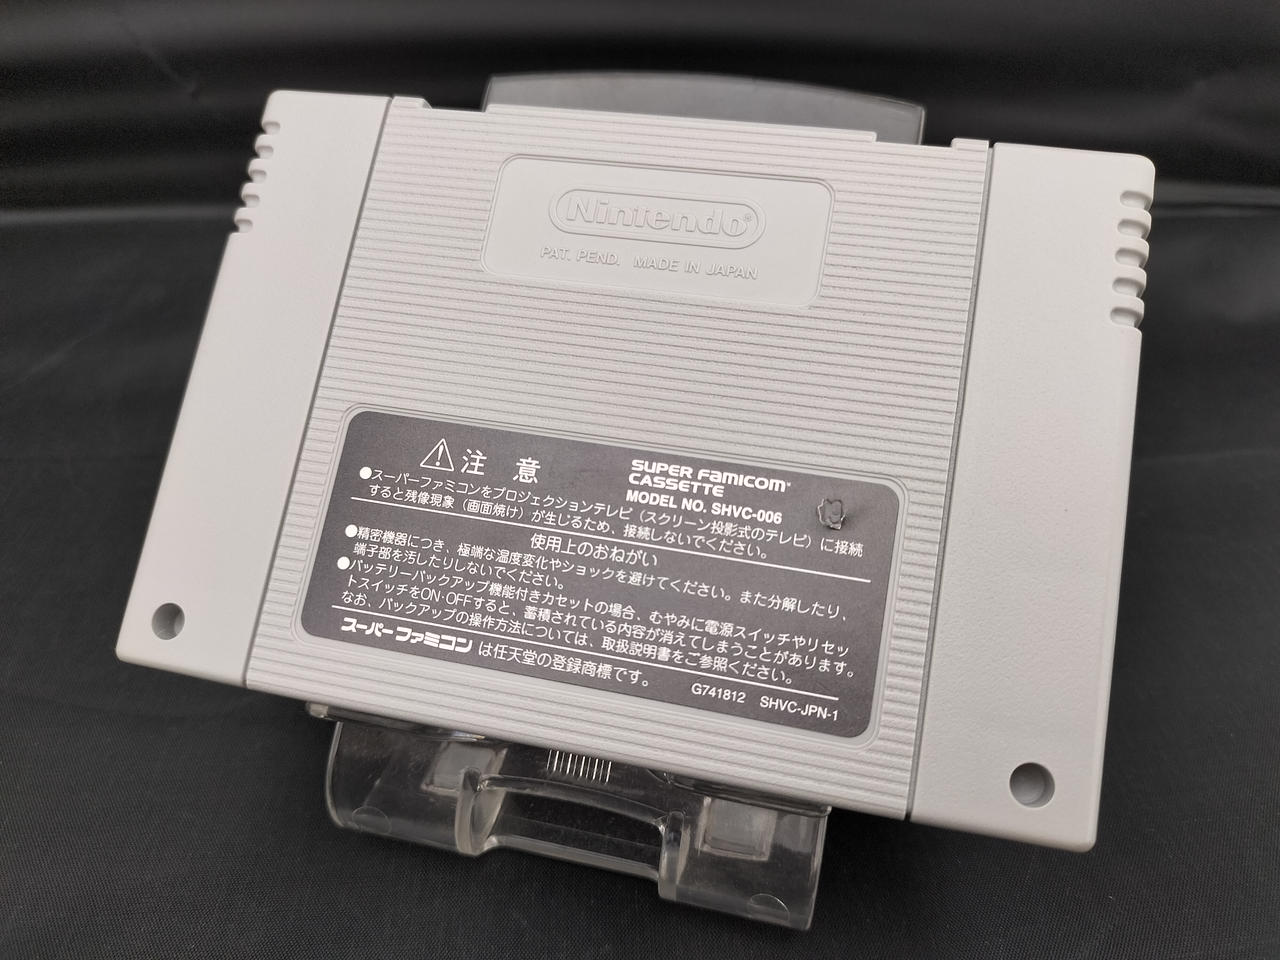 Nintendo®
PAT. PEND. MADE IN JAPAN
⚠注 意
SUPER FAMICOM™
CASSETTE
MODEL NO. SHVC-006
●スーパーファミコンをプロジェクションテレビ（スクリーン投影式のテレビ）に接続
すると残像現象（画面焼け）が生じるため、接続しないでください。
使用上のおねがい
●精密機器につき、極端な温度変化やショックを避けてください。また分解したり、
端子部を汚したりしないでください。
●バッテリーバックアップ機能付きカセットの場合、むやみに電源スイッチやリセッ
トスイッチをON・OFFすると、蓄積されている内容が消えてしまうことがあります。
なお、バックアップの操作方法については、取扱説明書をご参照ください。
スーパーファミコン は任天堂の登録商標です。
G741812 SHVC-JPN-1